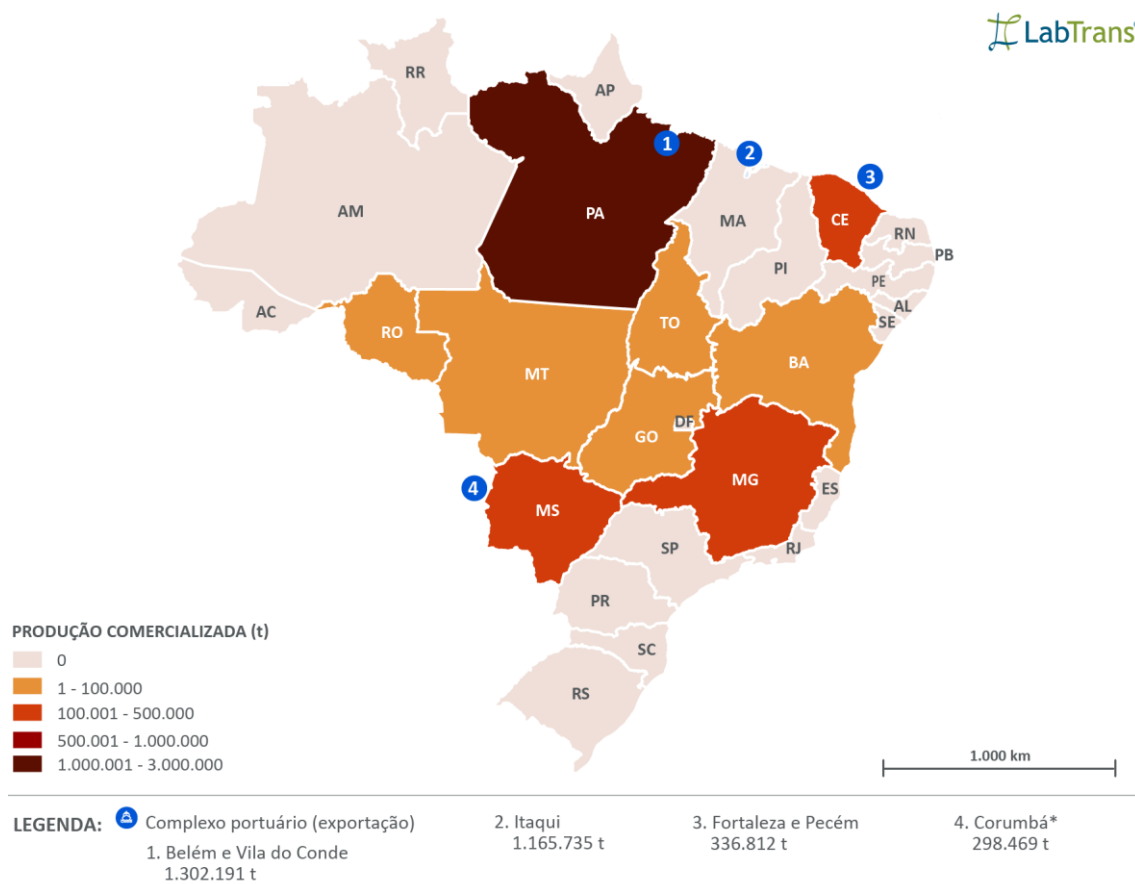 LabTrans
RR
AP
1
2
3
AM
PA
MA
CE
RN
PB
PI
PE
AL
SE
AC
RO
TO
MT
BA
DF
GO
4
MS
MG
ES
SP
RJ
PR
SC
RS
PRODUÇÃO COMERCIALIZADA (t)
0
1 - 100.000
100.001 - 500.000
500.001 - 1.000.000
1.000.001 - 3.000.000
1.000 km
LEGENDA:
Complexo portuário (exportação)
1. Belém e Vila do Conde
1.302.191 t
2. Itaqui
1.165.735 t
3. Fortaleza e Pecém
336.812 t
4. Corumbá*
298.469 t